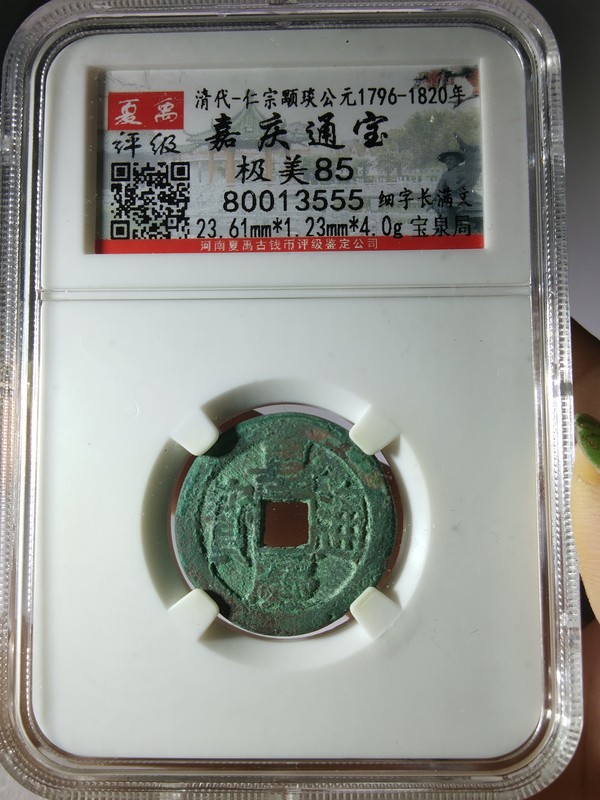 夏禹
评级
清代-仁宗颙琰公元1796-1820年
嘉庆通宝
极美85
80013555 细字长满文
23.61mm*1.23mm*4.0g 宝泉局
河南夏禹古钱币评级鉴定公司
通
寳